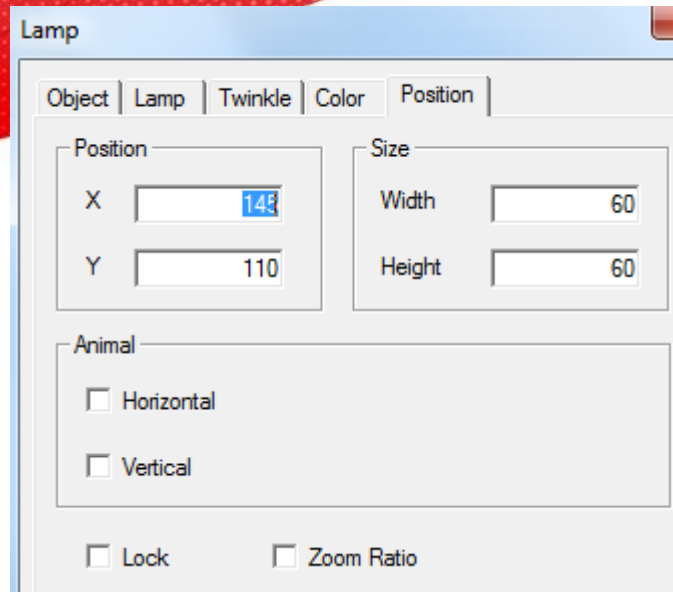 Lamp
Object Lamp Twinkle Color Position
Position
X 145
Y 110
Size
Width 60
Height 60
Animal
Horizontal
Vertical
Lock Zoom Ratio